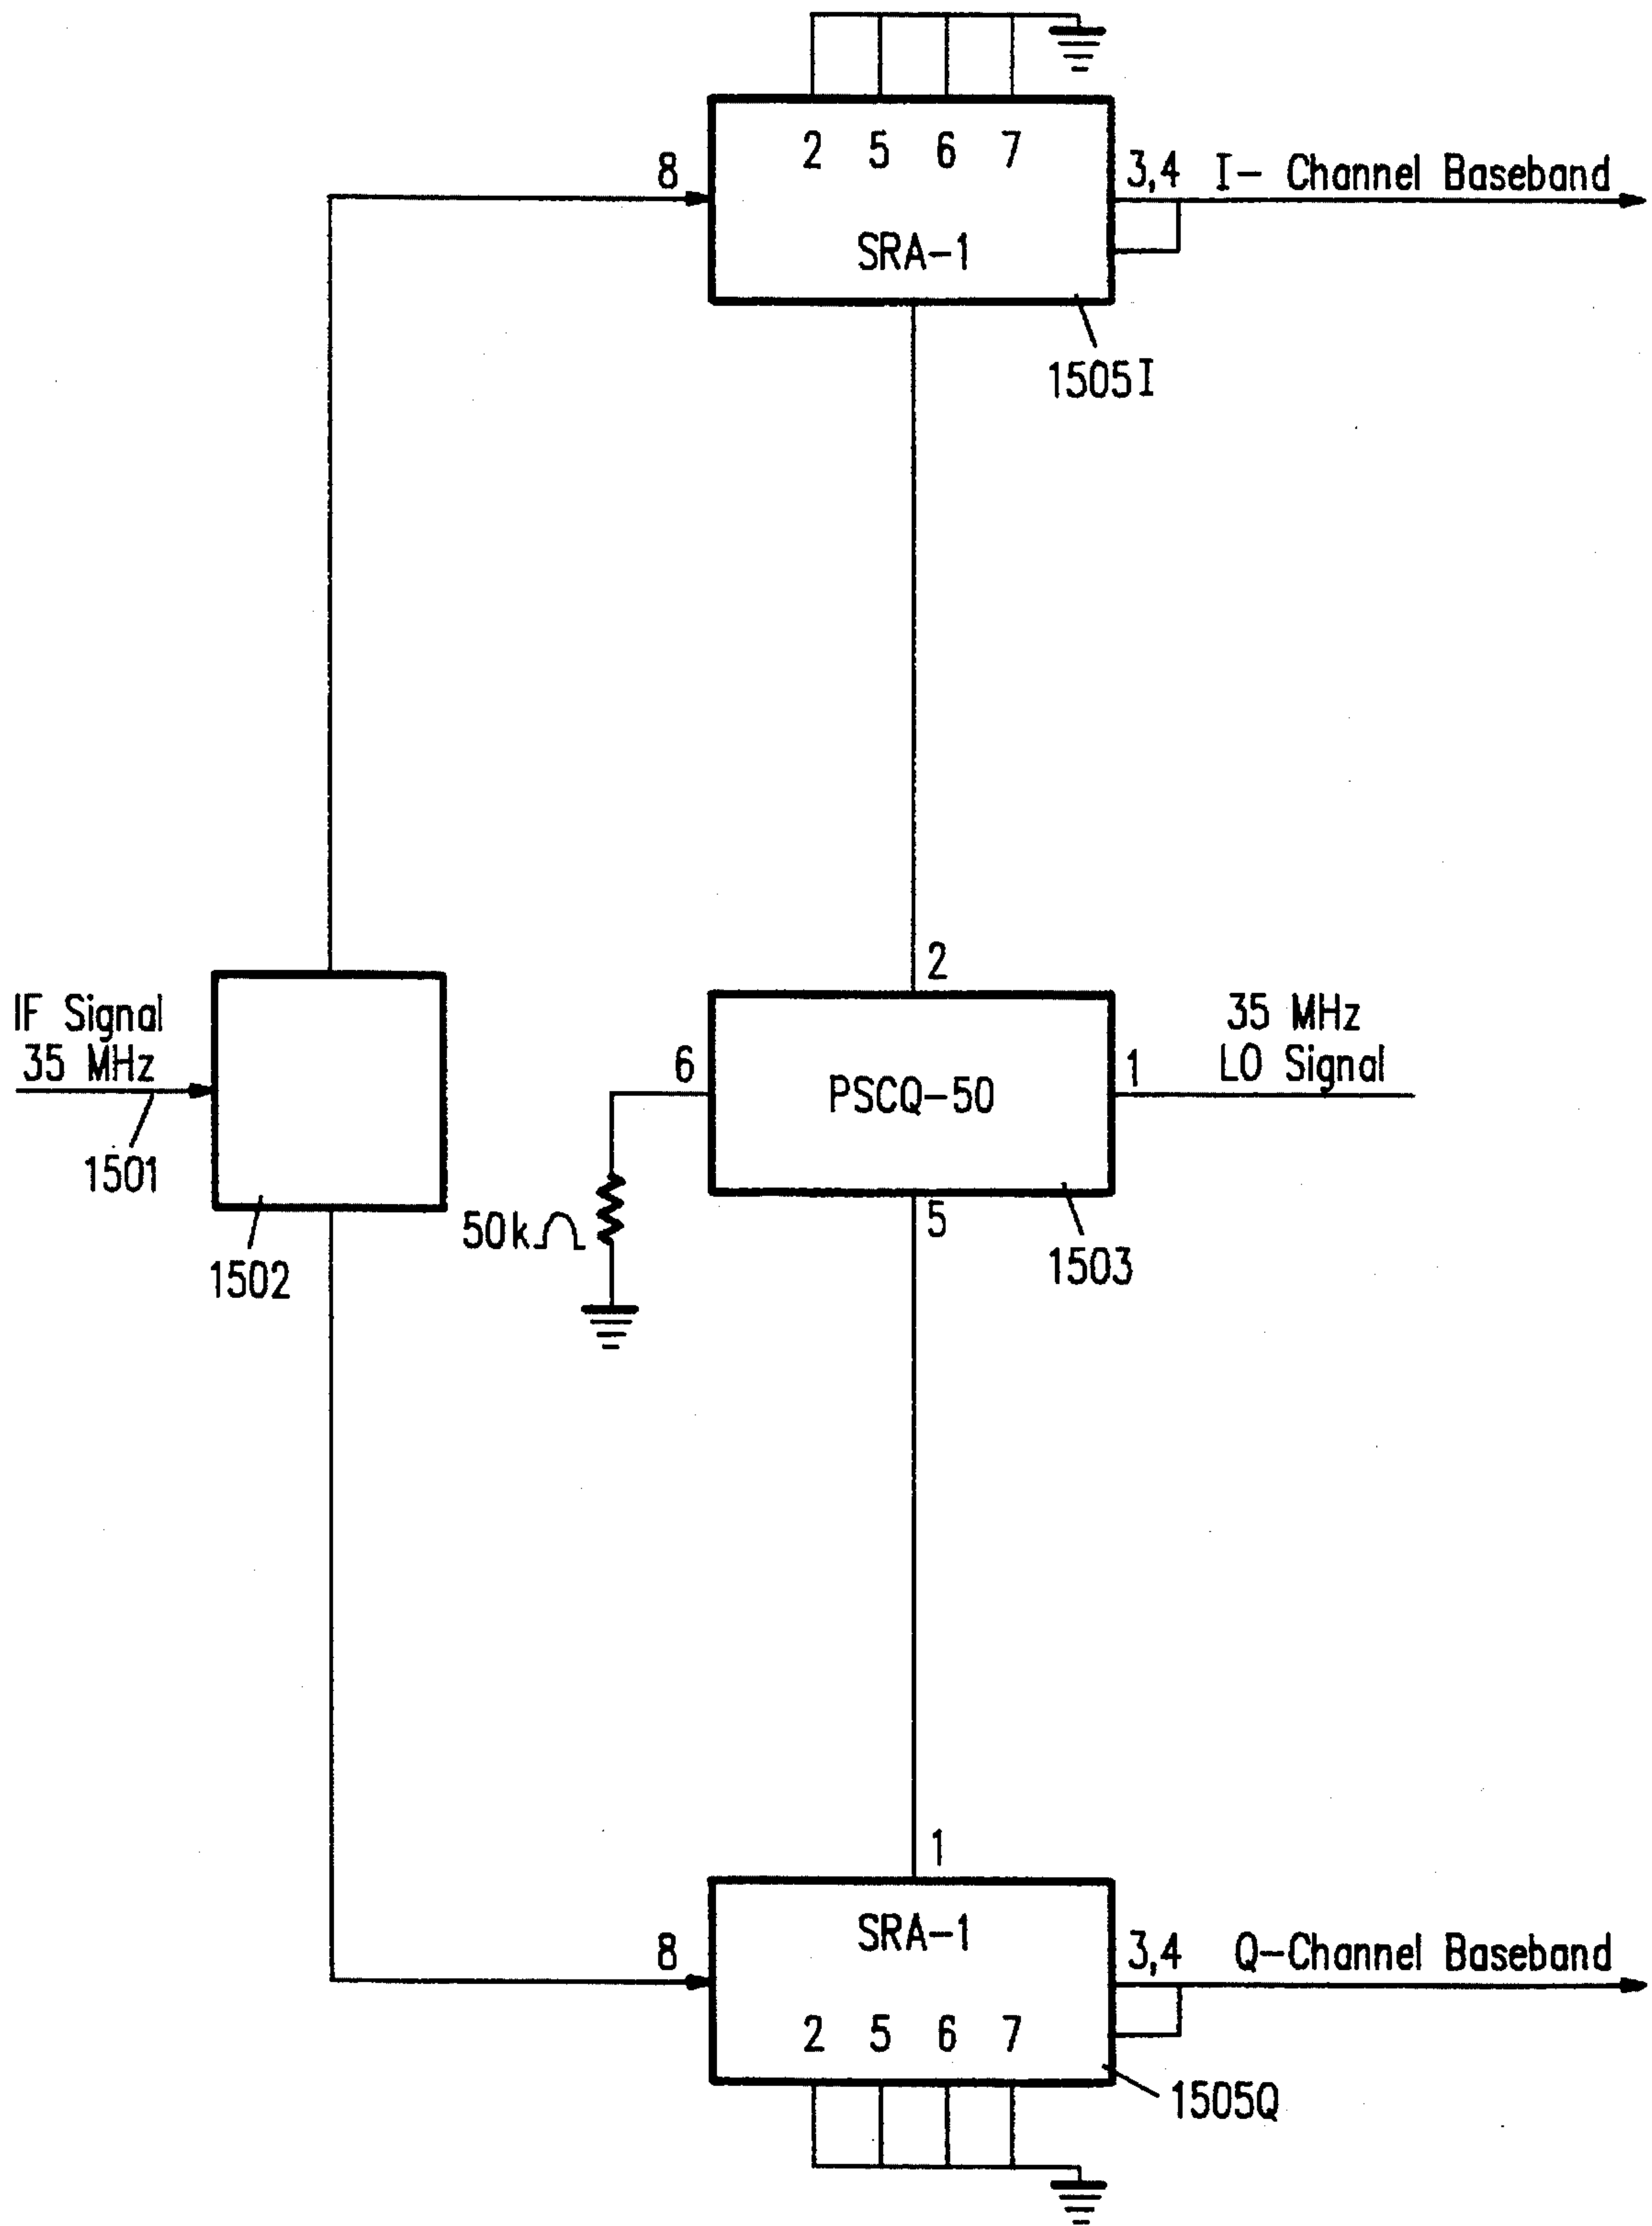 2 5 6 7
8
3,4 I- Channel Baseband
SRA-1
1505I
2
IF Signal
35 MHz
1501
1502
6
PSCQ-50
1
35 MHz
LO Signal
50k
5
1503
1
SRA-1
8
3,4 Q-Channel Baseband
2 5 6 7
1505Q